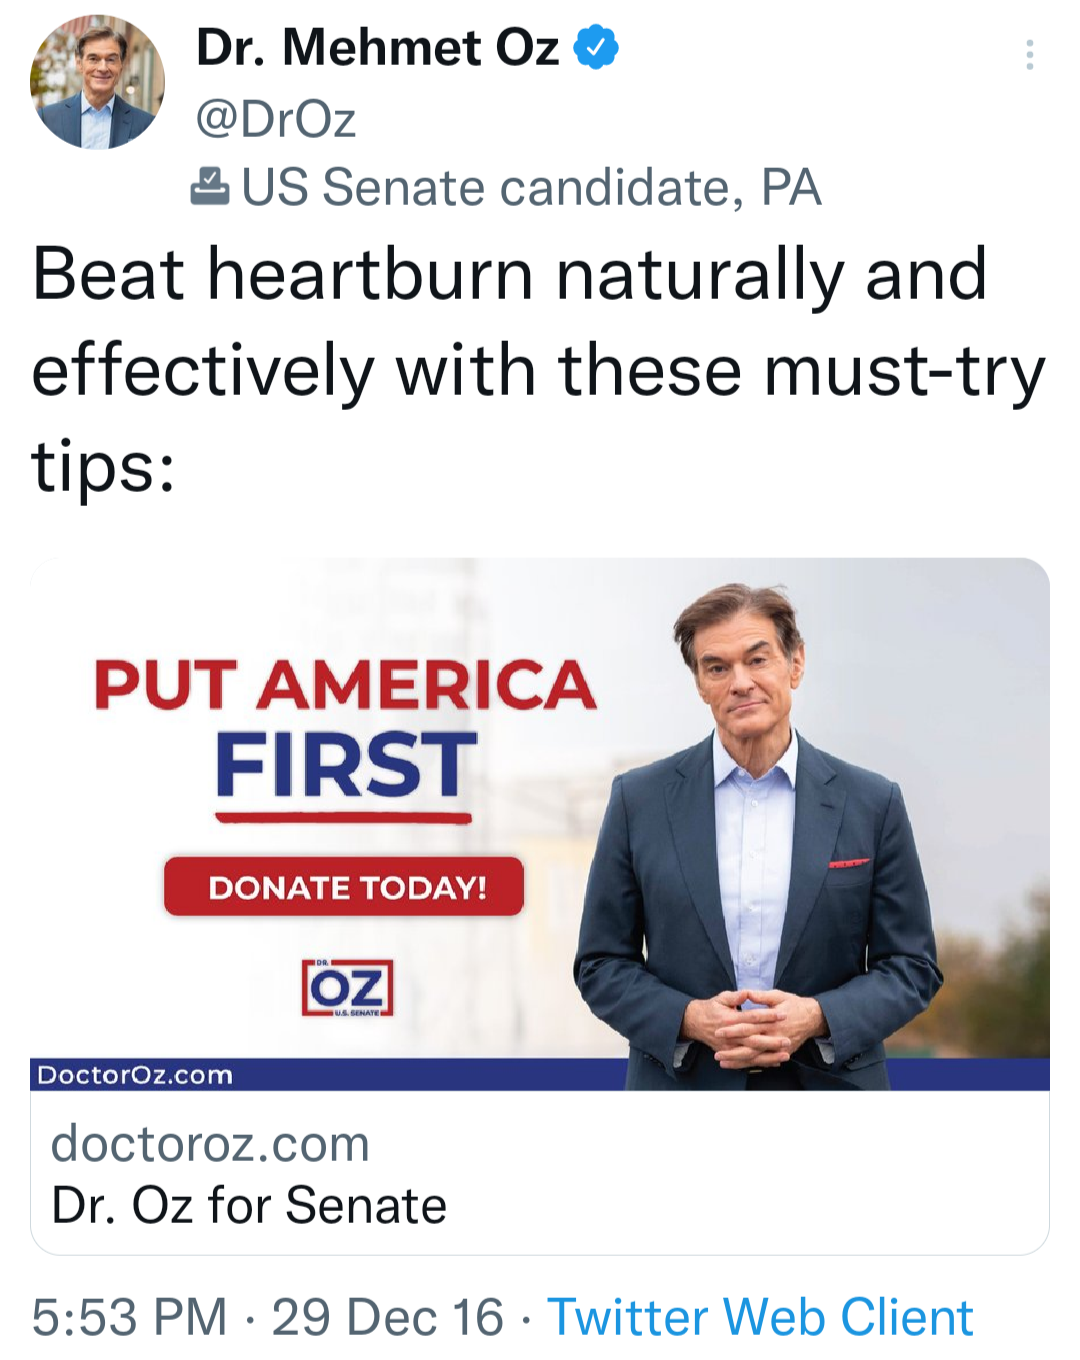 Dr. Mehmet Oz
@DrOz
US Senate candidate, PA
Beat heartburn naturally and
effectively with these must-try
tips:
PUT AMERICA
FIRST
DONATE TODAY!
DR.
OZ
U.S. SENATE
DoctorOz.com
doctoroz.com
Dr. Oz for Senate
5:53 PM · 29 Dec 16 · Twitter Web Client